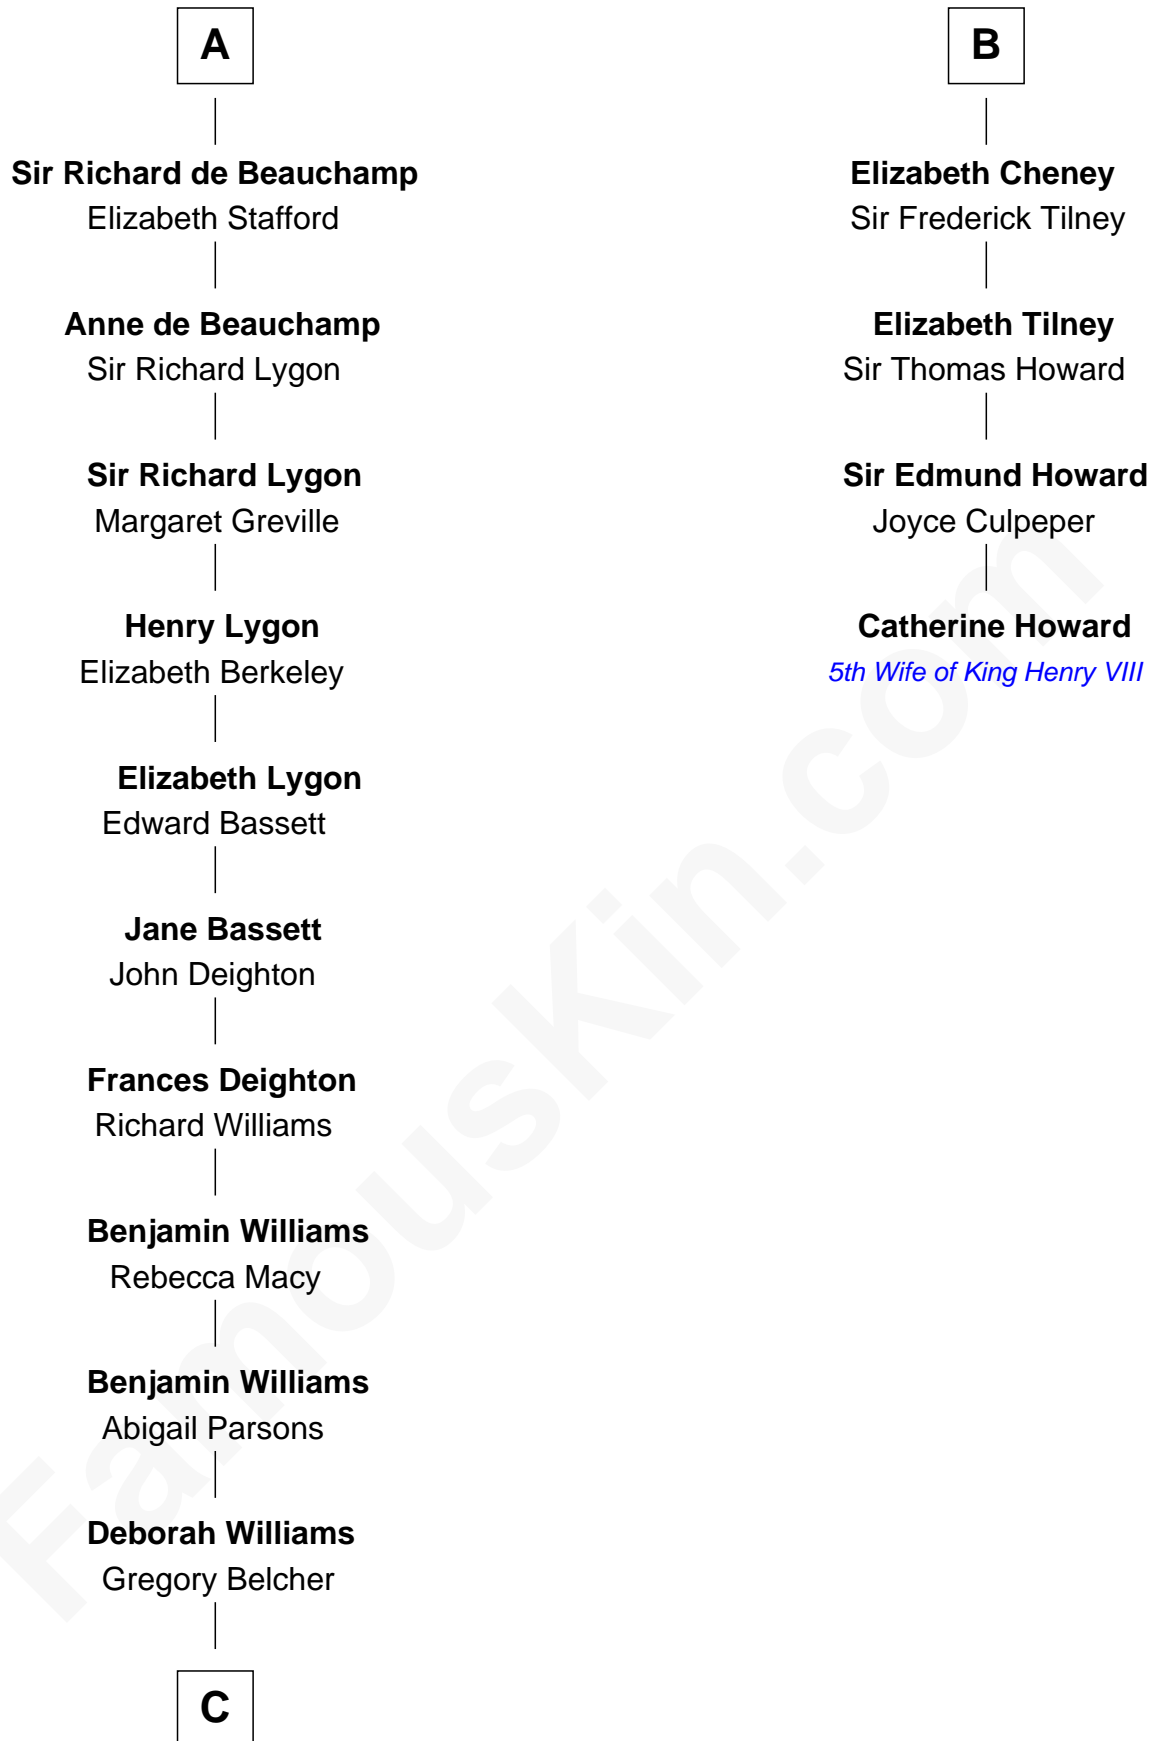 A
Sir Richard de Beauchamp
Elizabeth Stafford
Anne de Beauchamp
Sir Richard Lygon
Sir Richard Lygon
Margaret Greville
Henry Lygon
Elizabeth Berkeley
Elizabeth Lygon
Edward Bassett
Jane Bassett
John Deighton
Frances Deighton
Richard Williams
Benjamin Williams
Rebecca Macy
Benjamin Williams
Abigail Parsons
Deborah Williams
Gregory Belcher
C
B
Elizabeth Cheney
Sir Frederick Tilney
Elizabeth Tilney
Sir Thomas Howard
Sir Edmund Howard
Joyce Culpeper
Catherine Howard
5th Wife of King Henry VIII
FamousKin.com